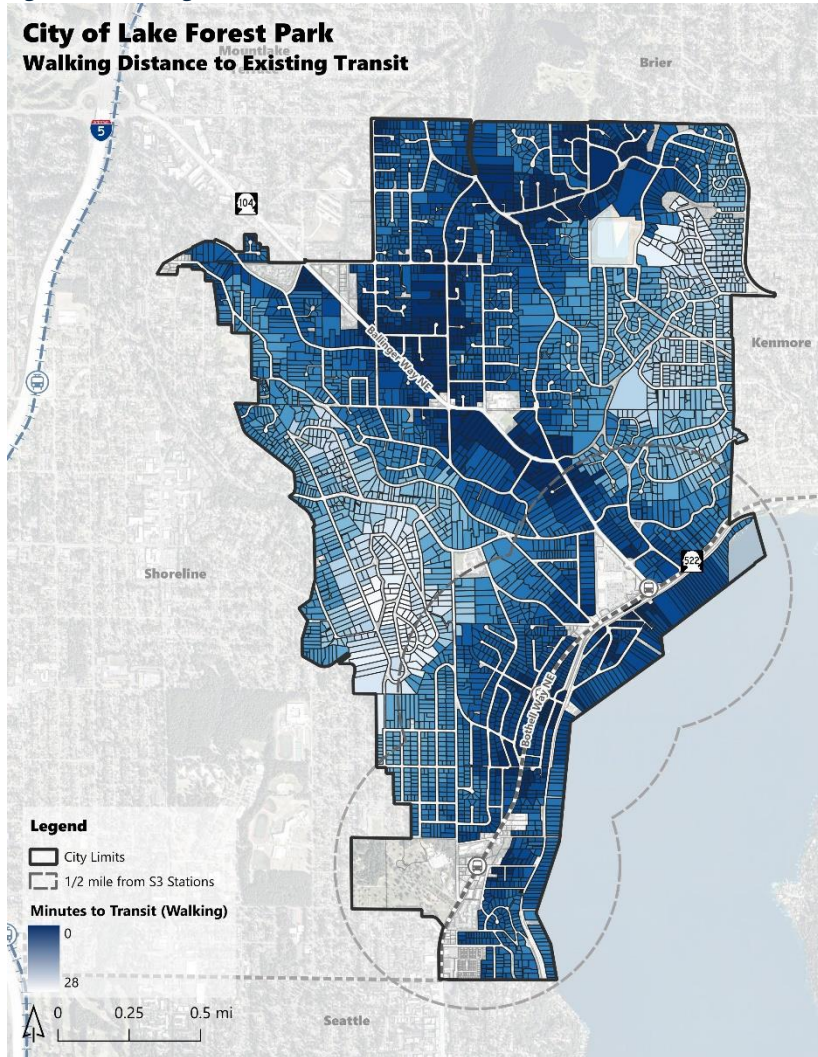 City of Lake Forest Park
Walking Distance to Existing Transit
Mountlake
Terrace
Brier
5
104
Ballinger Way NE
Kenmore
Shoreline
522
Bothell Way NE
Legend
City Limits
1/2 mile from S3 Stations
Minutes to Transit (Walking)
0
28
0 0.25 0.5 mi
Seattle